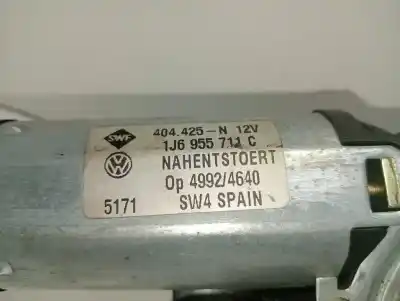 SWF 404.425-N 12V
1J6 955 711 C
NAHENTSTOERT
Op 4992/4640
5171 SW4 SPAIN